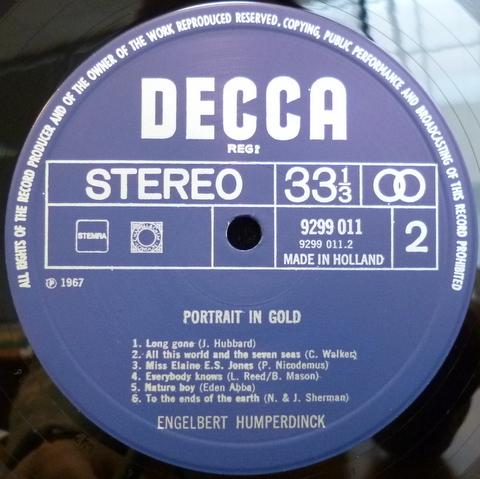 ALL RIGHTS OF THE RECORD PRODUCER AND OF THE OWNER OF THE WORK REPRODUCED RESERVED, COPYING, PUBLIC PERFORMANCE AND BROADCASTING OF THIS RECORD PROHIBITED
DECCA
REGD
STEREO 33 1/3
STEMRA
9299 011
9299 011.2
MADE IN HOLLAND
2
℗ 1967
PORTRAIT IN GOLD
1. Long gone (J. Hubbard)
2. All this world and the seven seas (C. Walker)
3. Miss Elaine E.S. Jones (P. Nicodemus)
4. Everybody knows (L. Reed/B. Mason)
5. Nature boy (Eden Abba)
6. To the ends of the earth (N. & J. Sherman)
ENGELBERT HUMPERDINCK